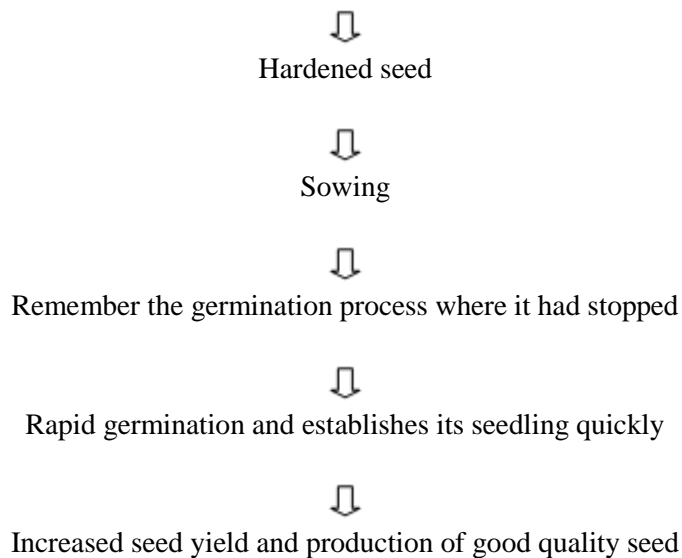 Hardened seed
Sowing
Remember the germination process where it had stopped
Rapid germination and establishes its seedling quickly
Increased seed yield and production of good quality seed